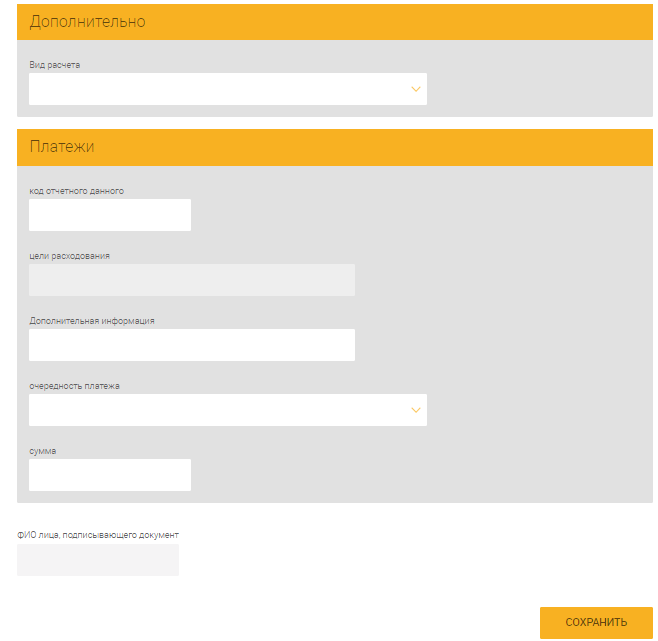 Дополнительно
Вид расчета
Платежи
код отчетного данного
цели расходования
Дополнительная информация
очередность платежа
сумма
ФИО лица, подписывающего документ
СОХРАНИТЬ